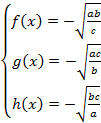 f(x) = -√(ab/c)
g(x) = -√(ac/b)
h(x) = -√(bc/a)